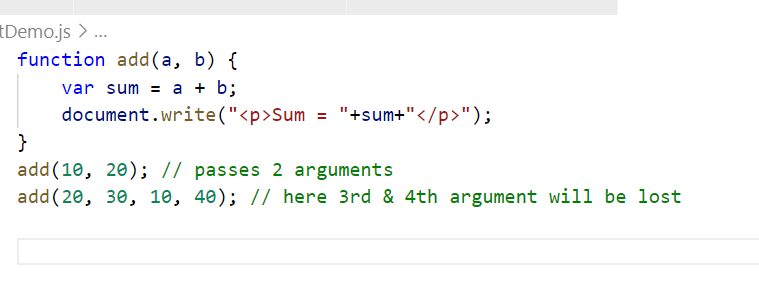 tDemo.js > ...
function add(a, b) {
    var sum = a + b;
    document.write("<p>Sum = "+sum+"</p>");
}
add(10, 20); // passes 2 arguments
add(20, 30, 10, 40); // here 3rd & 4th argument will be lost